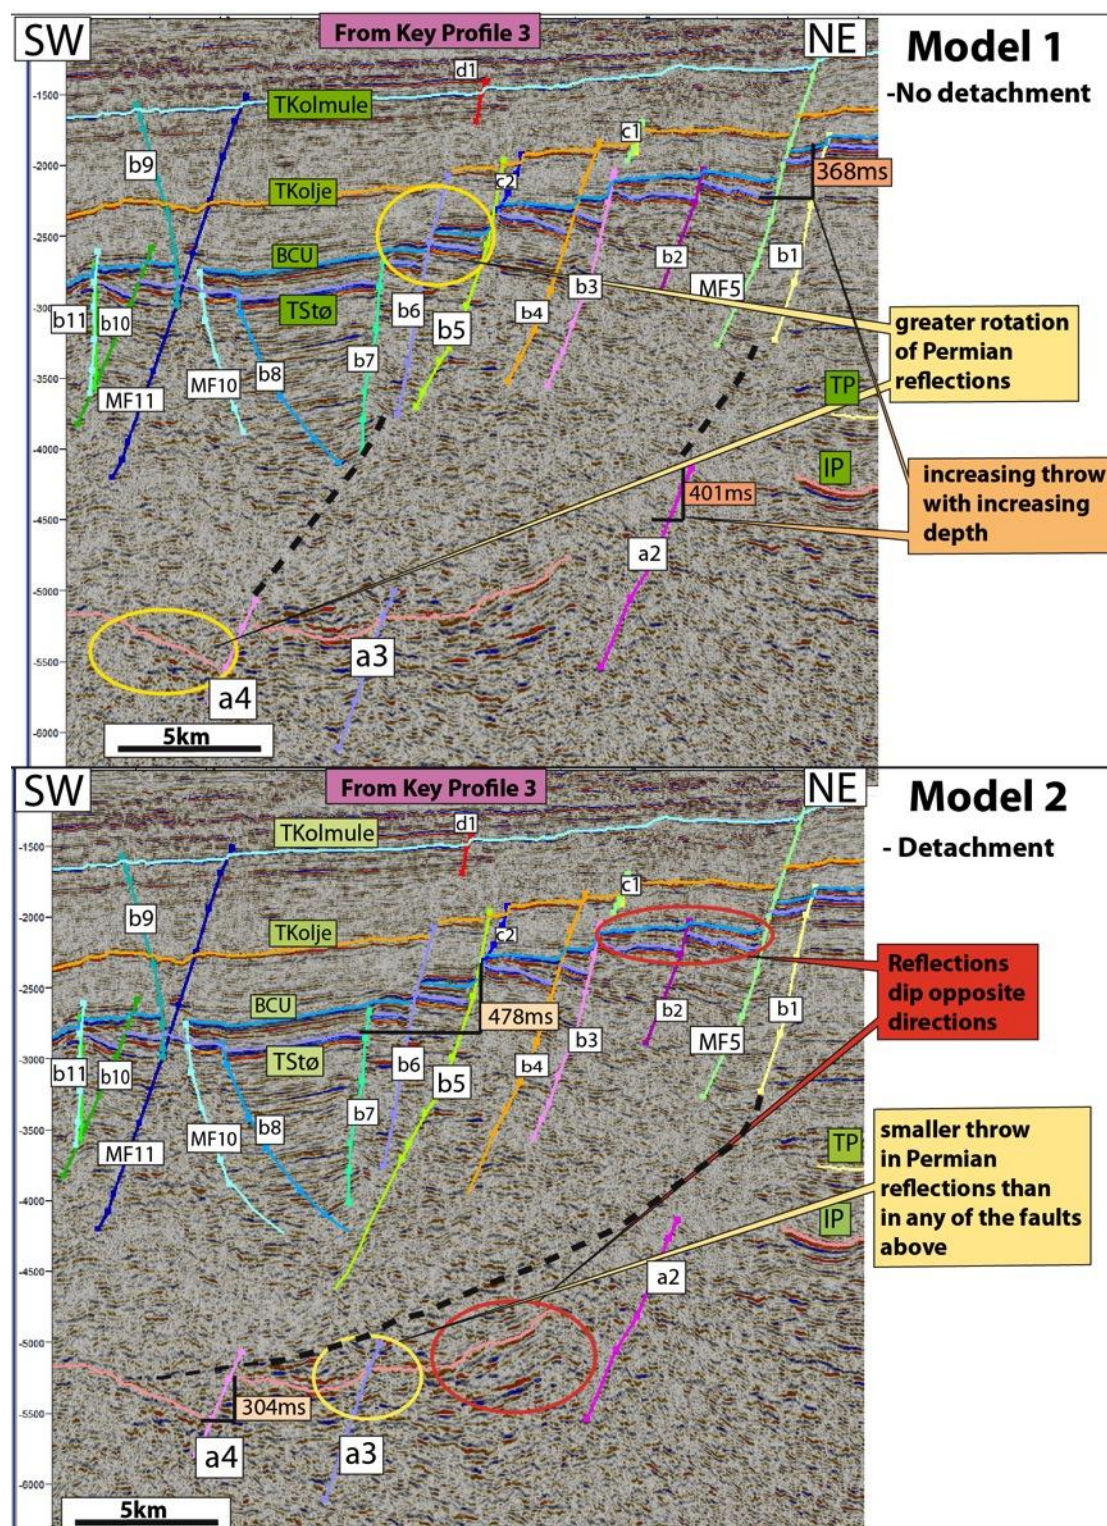 SW
From Key Profile 3
NE
Model 1
-No detachment
d1
-1500
TKolmule
b9
c1
-2000
368ms
TKolje
c2
b2
b1
-2500
BCU
MF5
b3
TStø
b6
b4
-3000
b11
b10
b5
b7
greater rotation
of Permian
reflections
MF10
b8
-3500
MF11
TP
-4000
IP
increasing throw
with increasing
depth
401ms
-4500
a2
-5000
a3
-5500
a4
-6000
5km
SW
From Key Profile 3
NE
Model 2
- Detachment
d1
TKolmule
-1500
c1
b9
-2000
TKolje
c2
Reflections
dip opposite
directions
-2500
BCU
478ms
b2
b1
b3
MF5
-3000
TStø
b6
b4
b11
b10
b5
b7
b8
MF10
-3500
MF11
smaller throw
in Permian
reflections than
in any of the faults
above
TP
-4000
IP
-4500
a2
-5000
304ms
-5500
a4
a3
-6000
5km